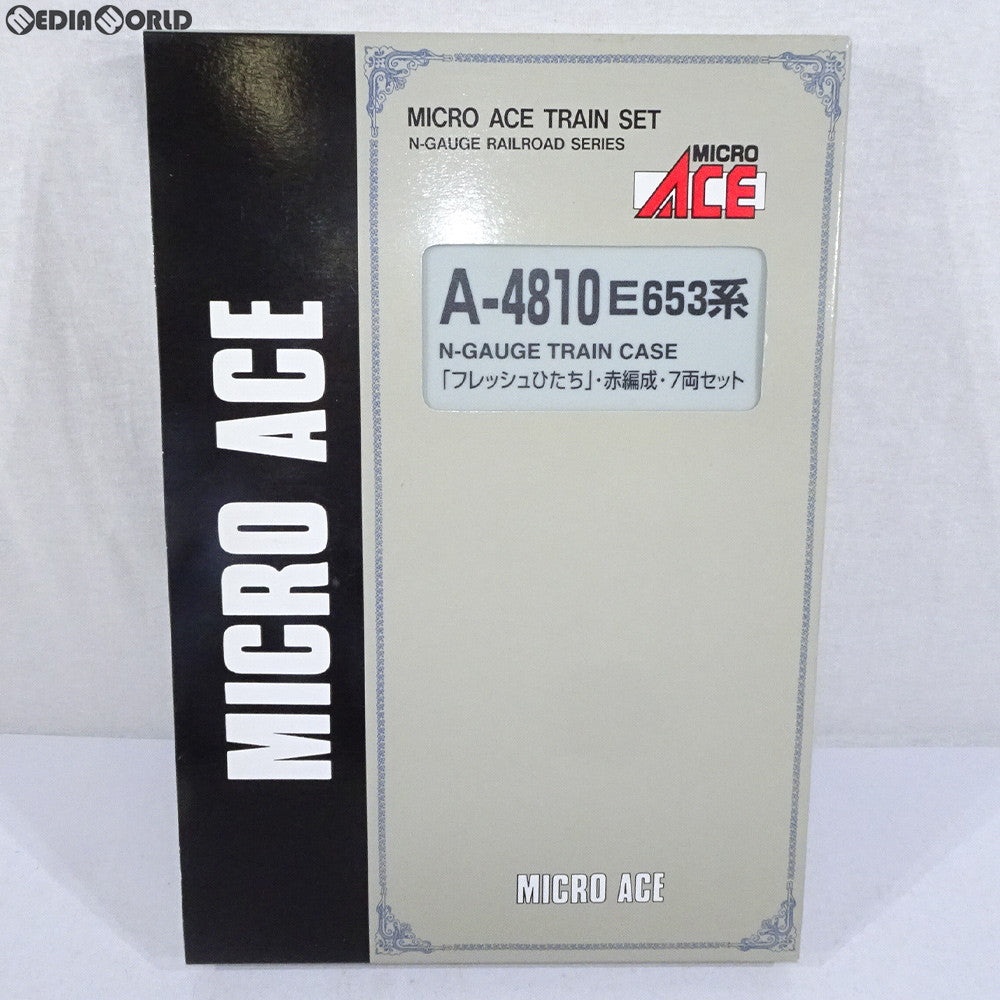 MEDIAWORLD
MICRO ACE
MICRO ACE TRAIN SET
N-GAUGE RAILROAD SERIES
MICRO
ACE
A-4810 E653系
N-GAUGE TRAIN CASE
「フレッシュひたち」・赤編成・7両セット
MICRO ACE